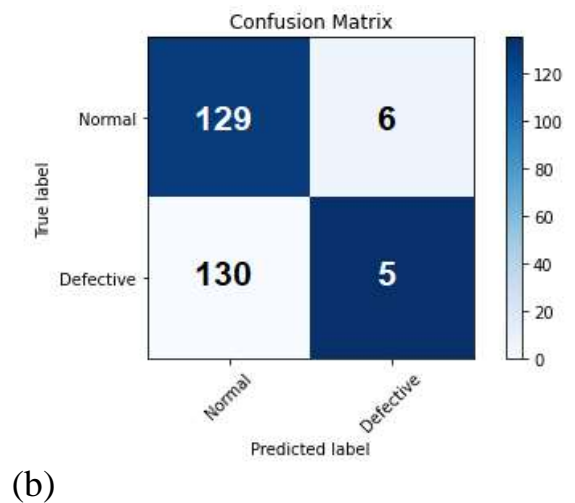 Confusion Matrix
Normal 129 6
Defective 130 5
True label
Normal Defective
Predicted label
120
100
80
60
40
20
0
(b)